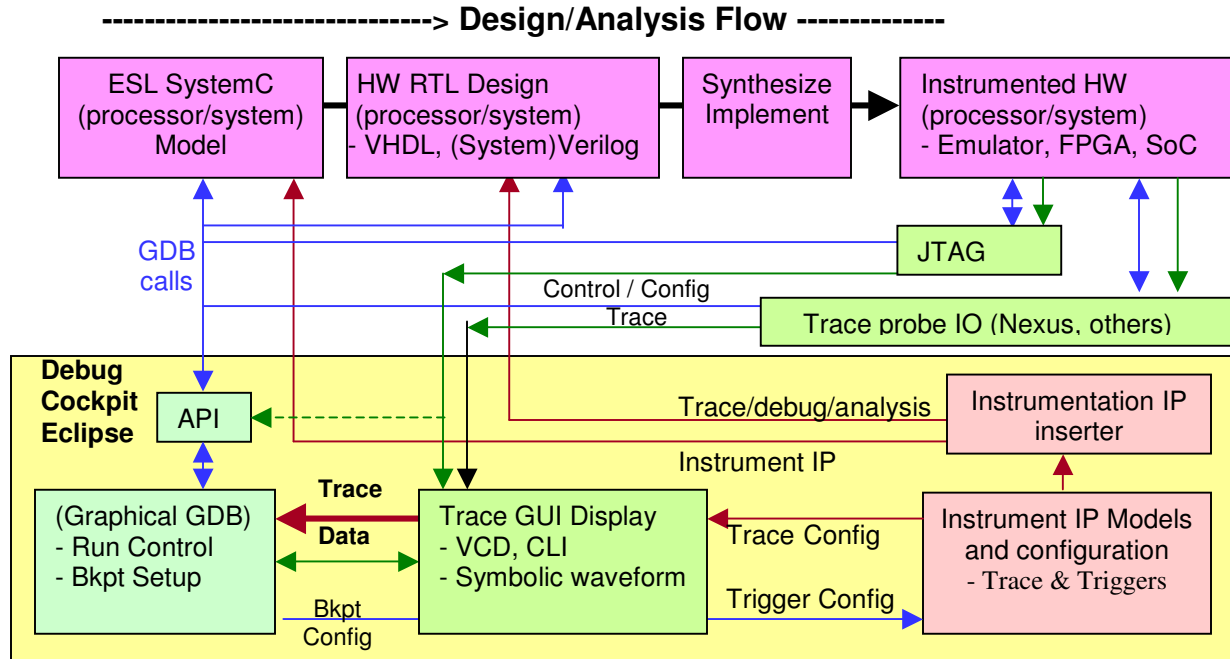 ------------------------------> Design/Analysis Flow --------------
ESL SystemC
(processor/system)
Model
HW RTL Design
(processor/system)
- VHDL, (System)Verilog
Synthesize
Implement
Instrumented HW
(processor/system)
- Emulator, FPGA, SoC
GDB
calls
JTAG
Control / Config
Trace
Trace probe IO (Nexus, others)
Debug
Cockpit
Eclipse
API
Trace/debug/analysis
Instrument IP
Instrumentation IP
inserter
(Graphical GDB)
- Run Control
- Bkpt Setup
Trace
Data
Bkpt
Config
Trace GUI Display
- VCD, CLI
- Symbolic waveform
Trace Config
Trigger Config
Instrument IP Models
and configuration
- Trace & Triggers